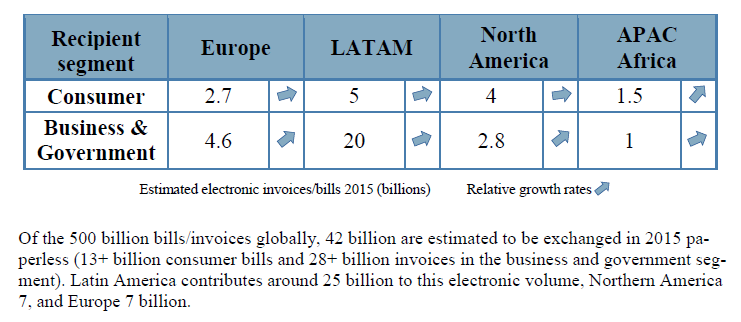 Recipient segment Europe LATAM North America APAC Africa
Consumer 2.7 5 4 1.5
Business & Government 4.6 20 2.8 1
Estimated electronic invoices/bills 2015 (billions) Relative growth rates
Of the 500 billion bills/invoices globally, 42 billion are estimated to be exchanged in 2015 pa-
perless (13+ billion consumer bills and 28+ billion invoices in the business and government seg-
ment). Latin America contributes around 25 billion to this electronic volume, Northern America
7, and Europe 7 billion.